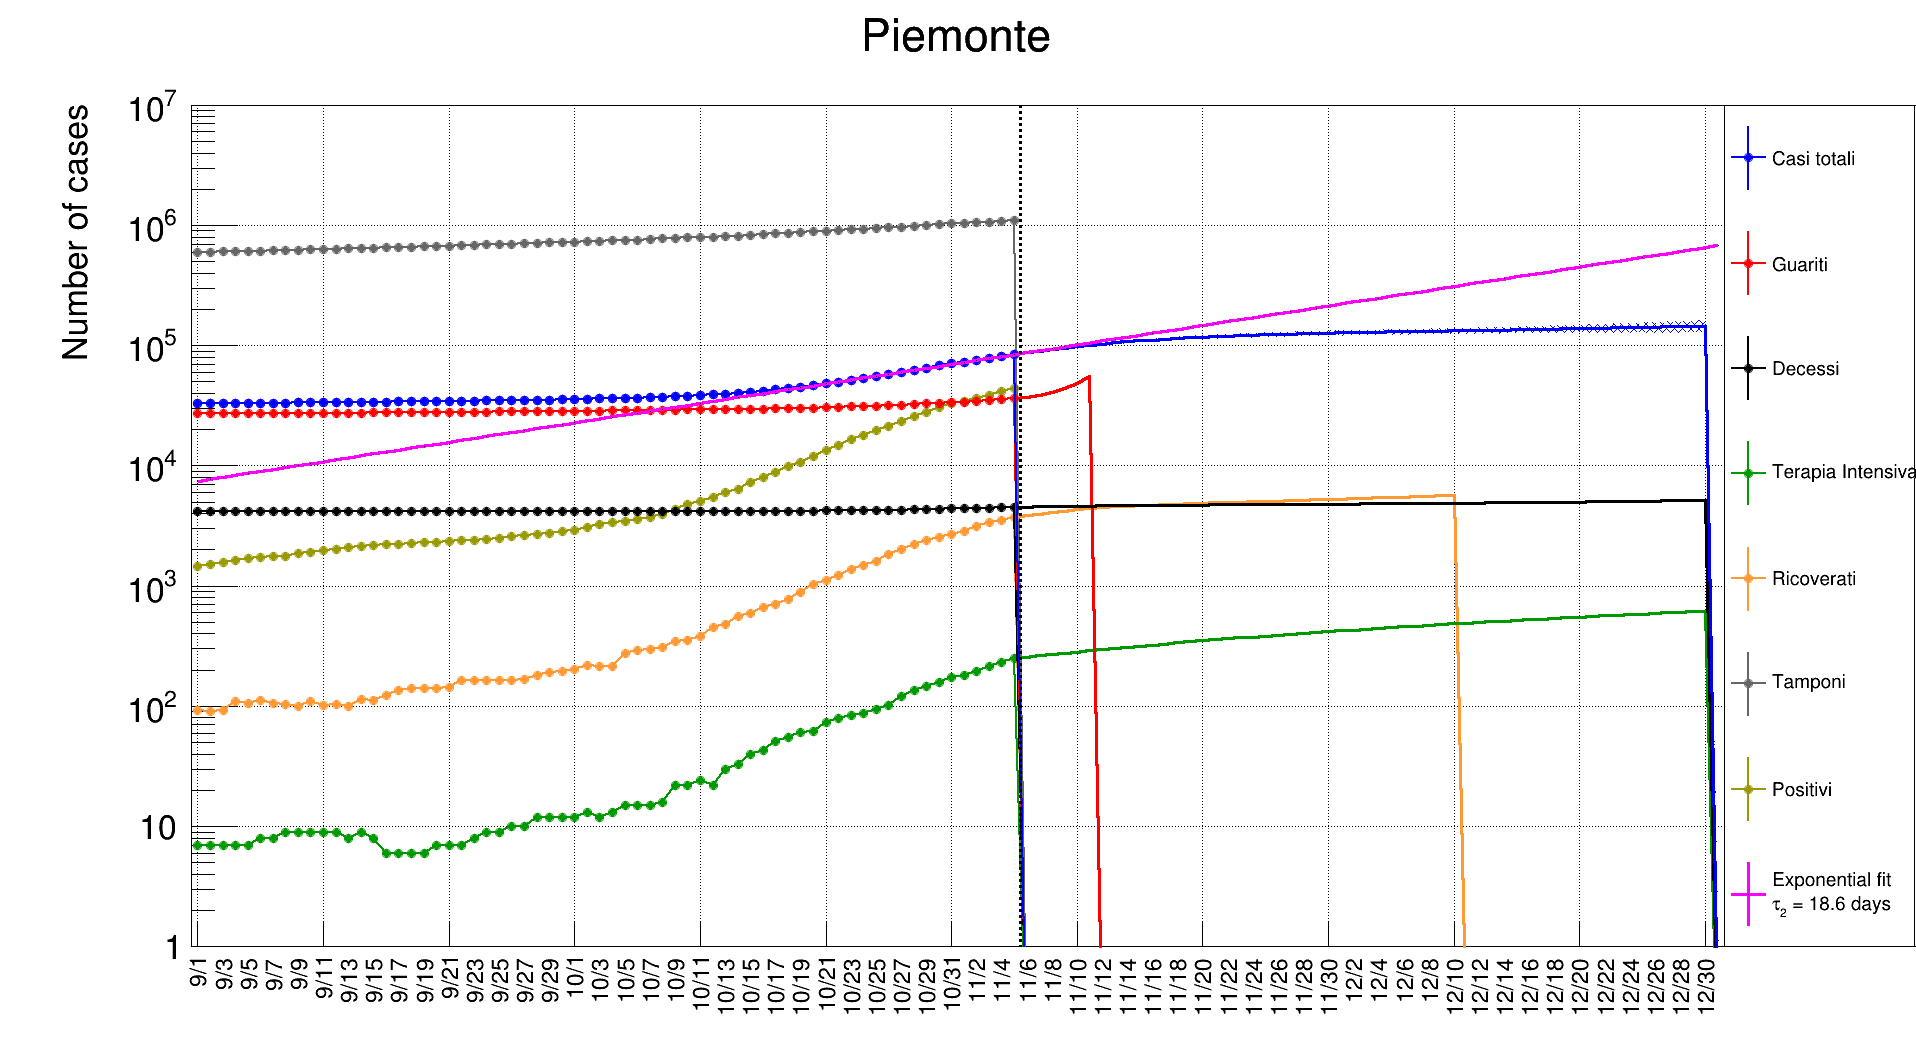 Piemonte
Number of cases
10^7
10^6
10^5
10^4
10^3
10^2
10
1
9/1 9/3 9/5 9/7 9/9 9/11 9/13 9/15 9/17 9/19 9/21 9/23 9/25 9/27 9/29 10/1 10/3 10/5 10/7 10/9 10/11 10/13 10/15 10/17 10/19 10/21 10/23 10/25 10/27 10/29 10/31 11/2 11/4 11/6 11/8 11/10 11/12 11/14 11/16 11/18 11/20 11/22 11/24 11/26 11/28 11/30 12/2 12/4 12/6 12/8 12/10 12/12 12/14 12/16 12/18 12/20 12/22 12/24 12/26 12/28 12/30
Casi totali
Guariti
Decessi
Terapia Intensiva
Ricoverati
Tamponi
Positivi
Exponential fit
τ₂ = 18.6 days